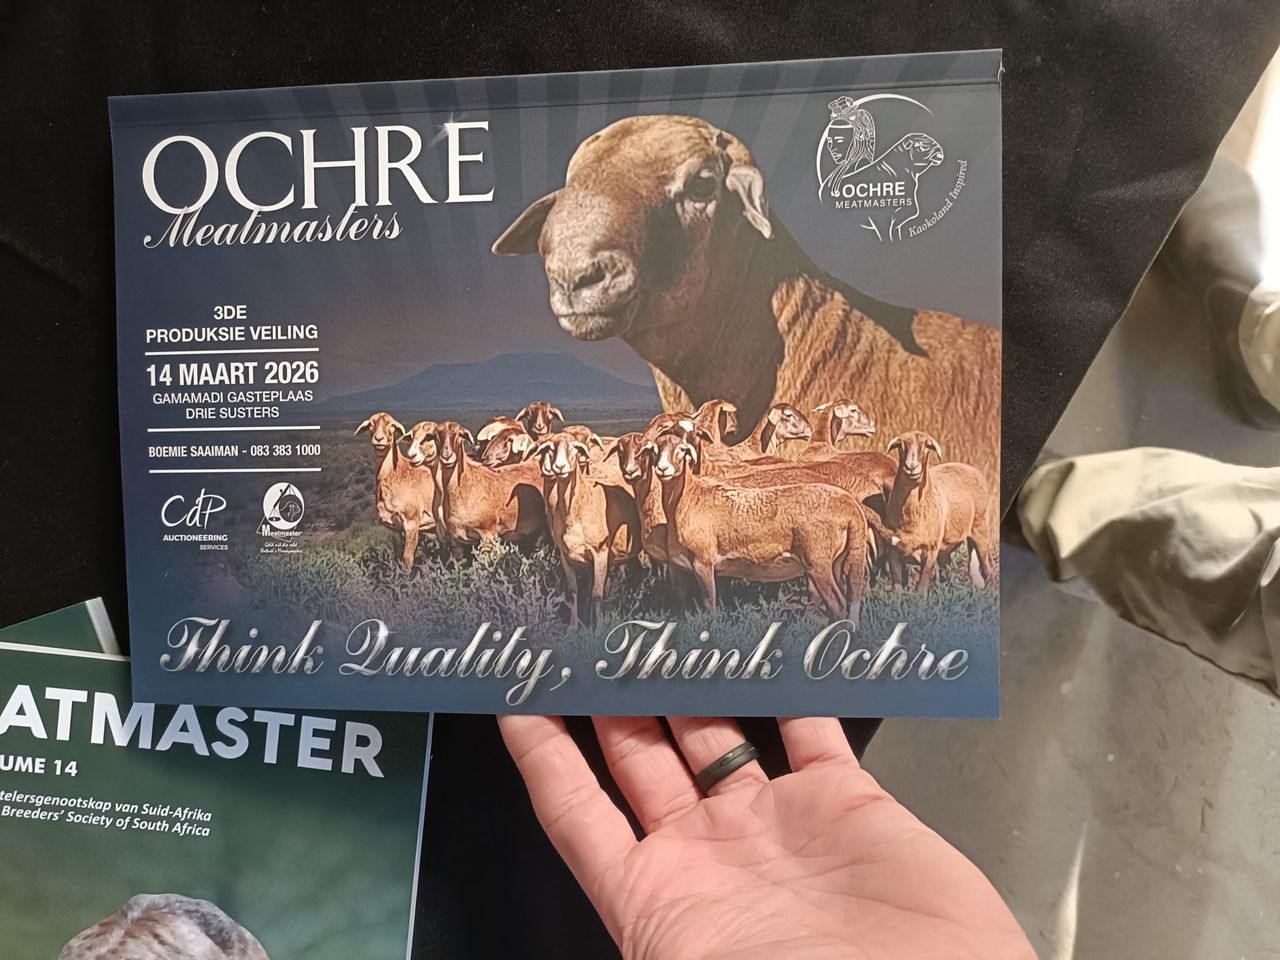 OCHRE
Meatmasters
3DE
PRODUKSIE VEILING
14 MAART 2026
GAMAMADI GASTEPLAAS
DRIE SUSTERS
BOEMIE SAAIMAN - 083 383 1000
CdP
AUCTIONEERING
SERVICES
Meatmaster
OCHRE
MEATMASTERS
Kaokoland Inspired
Think Quality, Think Ochre
ATMASTER
UME 14
telersgenootskap van Suid-Afrika
Breeders' Society of South Africa